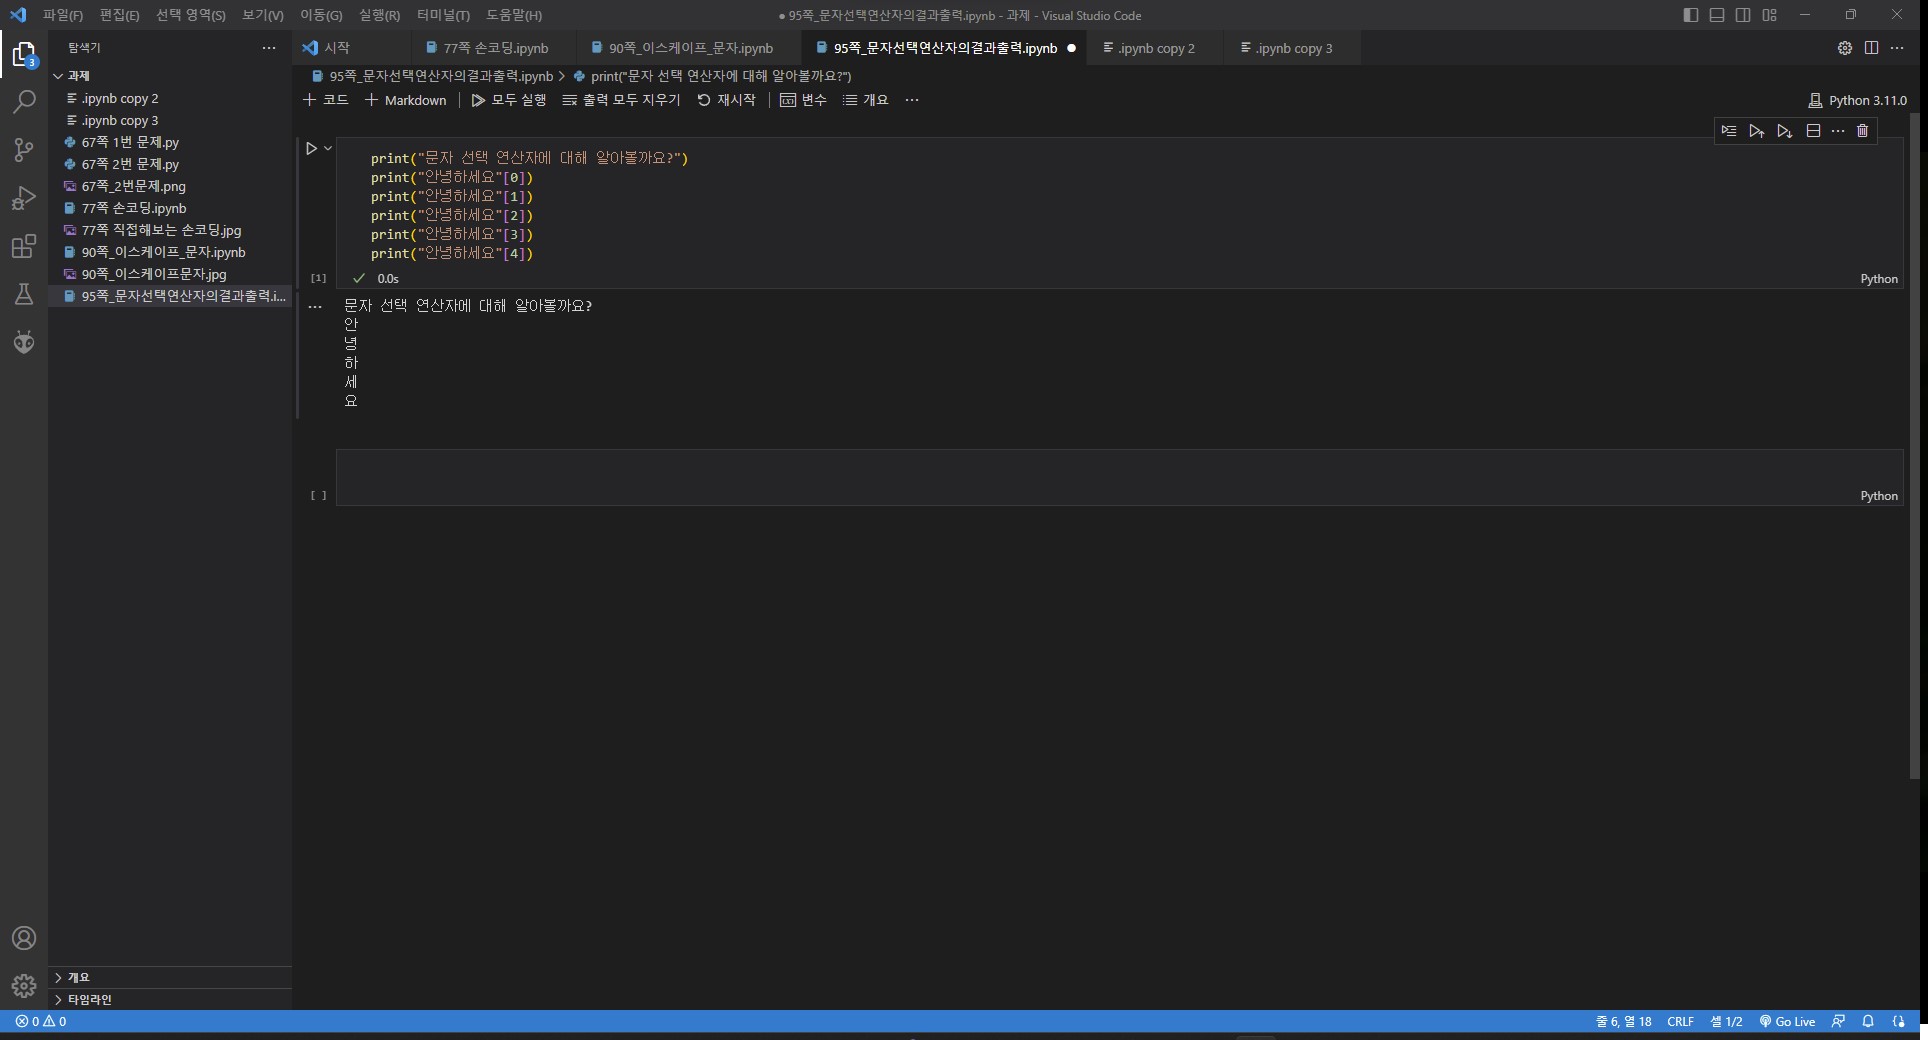 파일(F) 편집(E) 선택 영역(S) 보기(V) 이동(G) 실행(R) 터미널(T) 도움말(H)
● 95쪽_문자선택연산자의결과출력.ipynb - 과제 - Visual Studio Code
탐색기
시작
77쪽 손코딩.ipynb
90쪽_이스케이프_문자.ipynb
95쪽_문자선택연산자의결과출력.ipynb ●
.ipynb copy 2
.ipynb copy 3
3
과제
.ipynb copy 2
.ipynb copy 3
67쪽 1번 문제.py
67쪽 2번 문제.py
67쪽_2번문제.png
77쪽 손코딩.ipynb
77쪽 직접해보는 손코딩.jpg
90쪽_이스케이프_문자.ipynb
90쪽_이스케이프문자.jpg
95쪽_문자선택연산자의결과출력.i...
개요
타임라인
95쪽_문자선택연산자의결과출력.ipynb > print("문자 선택 연산자에 대해 알아볼까요?")
+ 코드 + Markdown 모두 실행 출력 모두 지우기 재시작 변수 개요 ...
Python 3.11.0
print("문자 선택 연산자에 대해 알아볼까요?")
print("안녕하세요"[0])
print("안녕하세요"[1])
print("안녕하세요"[2])
print("안녕하세요"[3])
print("안녕하세요"[4])
[1] ✓ 0.0s
Python
문자 선택 연산자에 대해 알아볼까요?
안
녕
하
세
요
[ ]
Python
0 0
줄 6, 열 18 CRLF 셀 1/2 Go Live